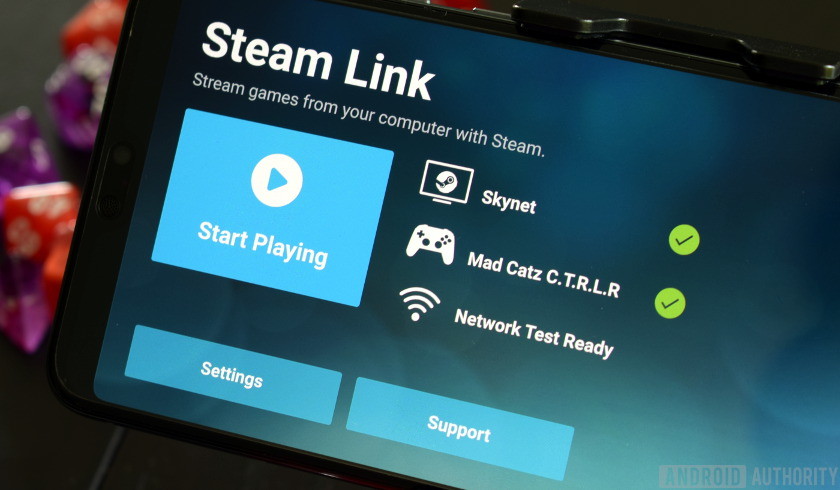 Steam Link
Stream games from your computer with Steam.
Start Playing
Skynet
Mad Catz C.T.R.L.R
Network Test Ready
Settings
Support
ANDROID AUTHORITY